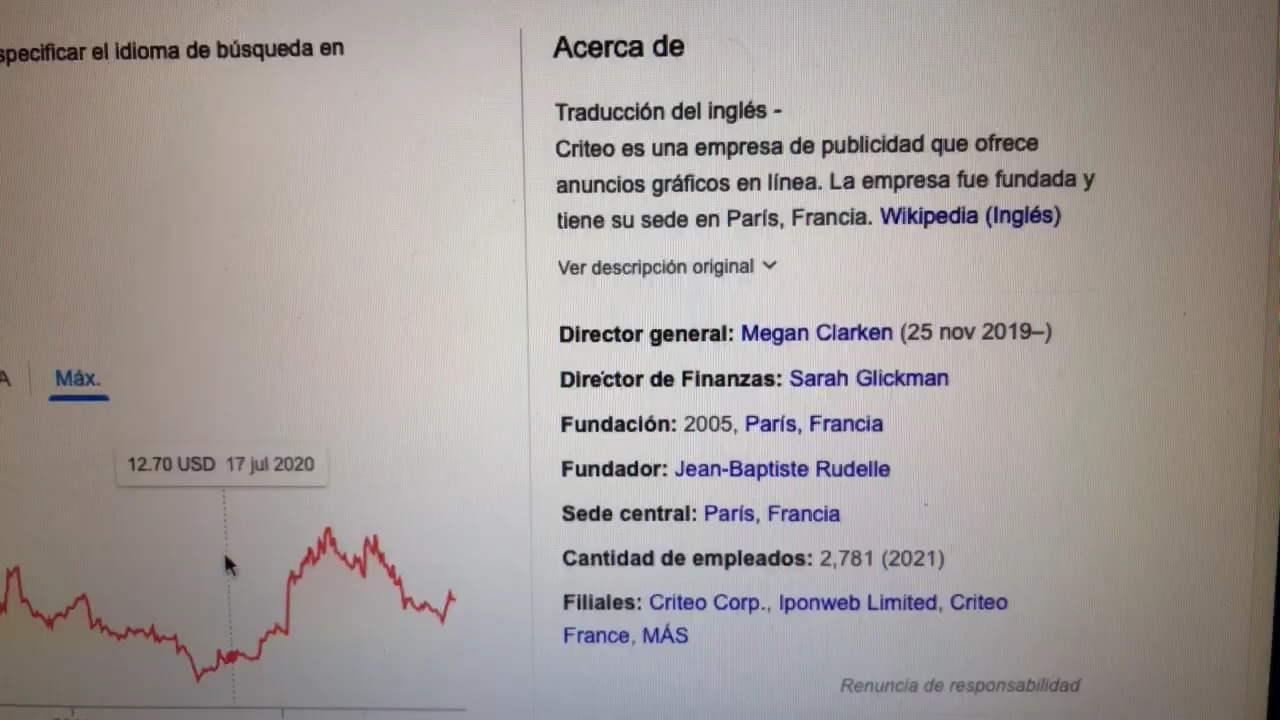 specificar el idioma de búsqueda en
Máx.
12.70 USD 17 jul 2020
Acerca de
Traducción del inglés -
Criteo es una empresa de publicidad que ofrece
anuncios gráficos en línea. La empresa fue fundada y
tiene su sede en París, Francia. Wikipedia (Inglés)
Ver descripción original
Director general: Megan Clarken (25 nov 2019–)
Director de Finanzas: Sarah Glickman
Fundación: 2005, París, Francia
Fundador: Jean-Baptiste Rudelle
Sede central: París, Francia
Cantidad de empleados: 2,781 (2021)
Filiales: Criteo Corp., Iponweb Limited, Criteo
France, MÁS
Renuncia de responsabilidad